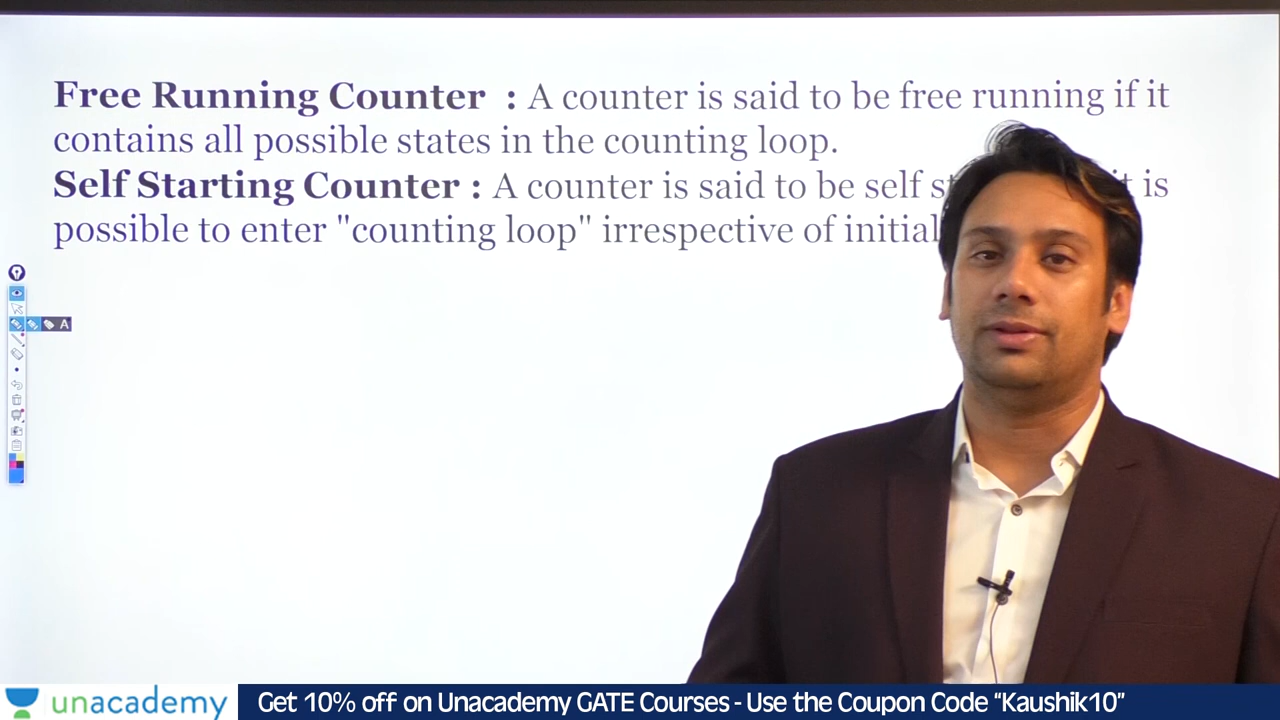 Free Running Counter : A counter is said to be free running if it
contains all possible states in the counting loop.
Self Starting Counter : A counter is said to be self it is
possible to enter "counting loop" irrespective of initial
A
unacademy
Get 10% off on Unacademy GATE Courses - Use the Coupon Code “Kaushik10”